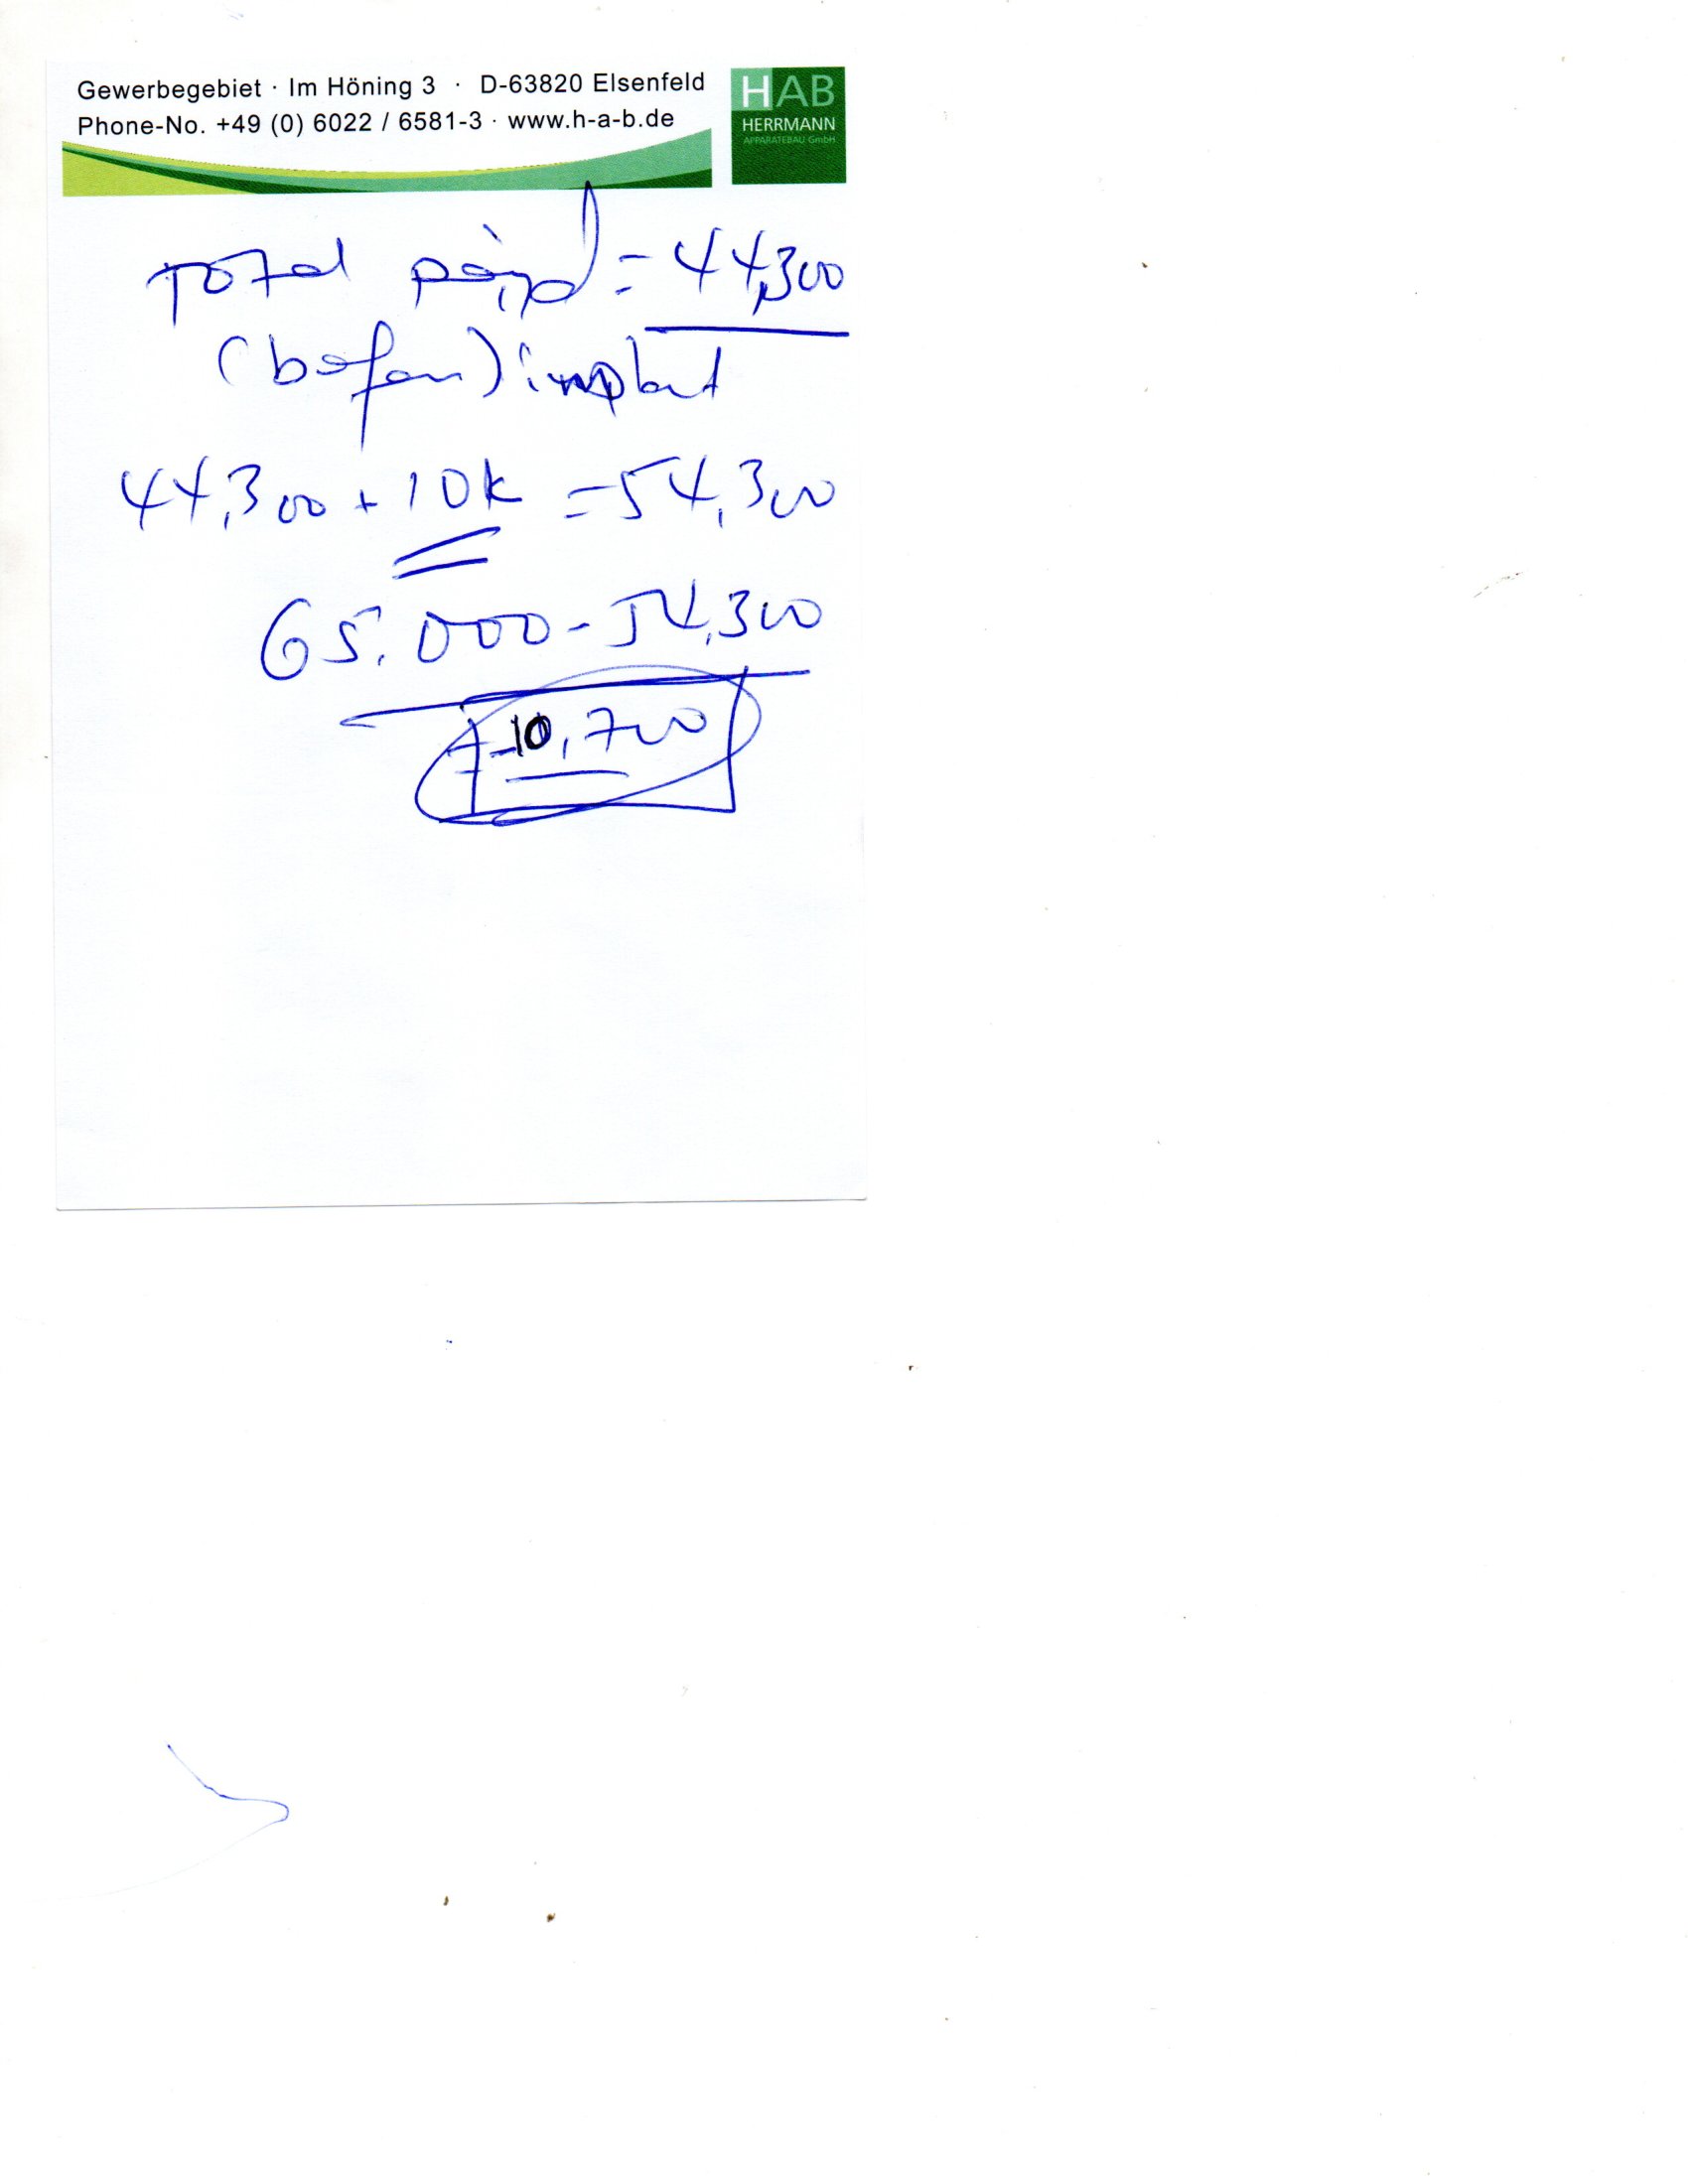 Gewerbegebiet · Im Höning 3 · D-63820 Elsenfeld
Phone-No. +49 (0) 6022 / 6581-3 · www.h-a-b.de
HAB
HERRMANN
APPARATEBAU GmbH
Total paid = 44,300
(before) implant
44,300 + 10k = 54,300
65.000 - 54,300
= 10,700